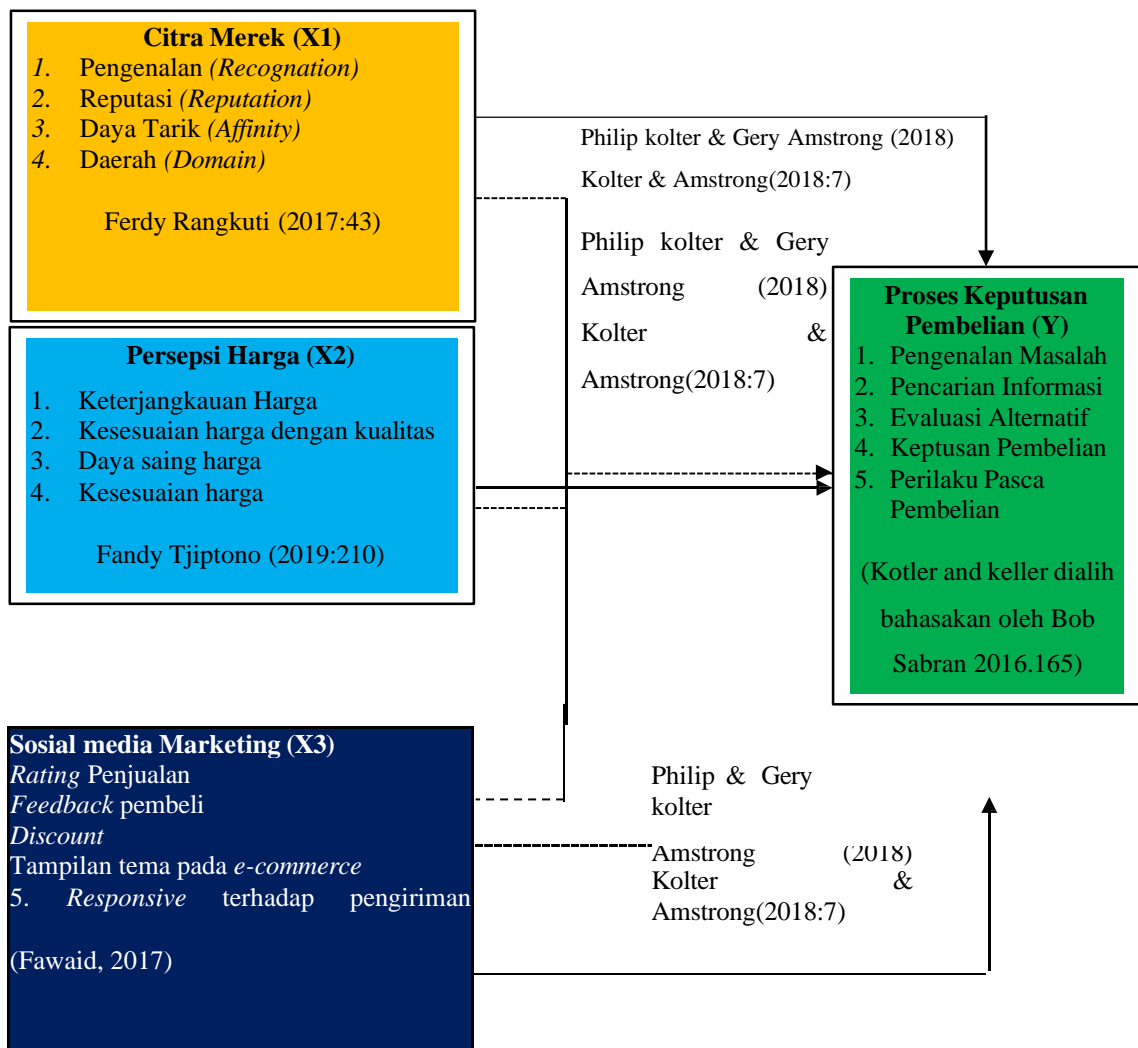 Citra Merek (X1)
1. Pengenalan (Recognation)
2. Reputasi (Reputation)
3. Daya Tarik (Affinity)
4. Daerah (Domain)
Ferdy Rangkuti (2017:43)
Philip kolter & Gery Amstrong (2018)
Kolter & Amstrong(2018:7)
Philip kolter & Gery
Amstrong (2018)
Kolter &
Amstrong(2018:7)
Persepsi Harga (X2)
1. Keterjangkauan Harga
2. Kesesuaian harga dengan kualitas
3. Daya saing harga
4. Kesesuaian harga
Fandy Tjiptono (2019:210)
Proses Keputusan
Pembelian (Y)
1. Pengenalan Masalah
2. Pencarian Informasi
3. Evaluasi Alternatif
4. Keptusan Pembelian
5. Perilaku Pasca
Pembelian
(Kotler and keller dialih
bahasakan oleh Bob
Sabran 2016.165)
Sosial media Marketing (X3)
Rating Penjualan
Feedback pembeli
Discount
Tampilan tema pada e-commerce
5. Responsive terhadap pengiriman
(Fawaid, 2017)
Philip & Gery
kolter
Amstrong (2018)
Kolter &
Amstrong(2018:7)